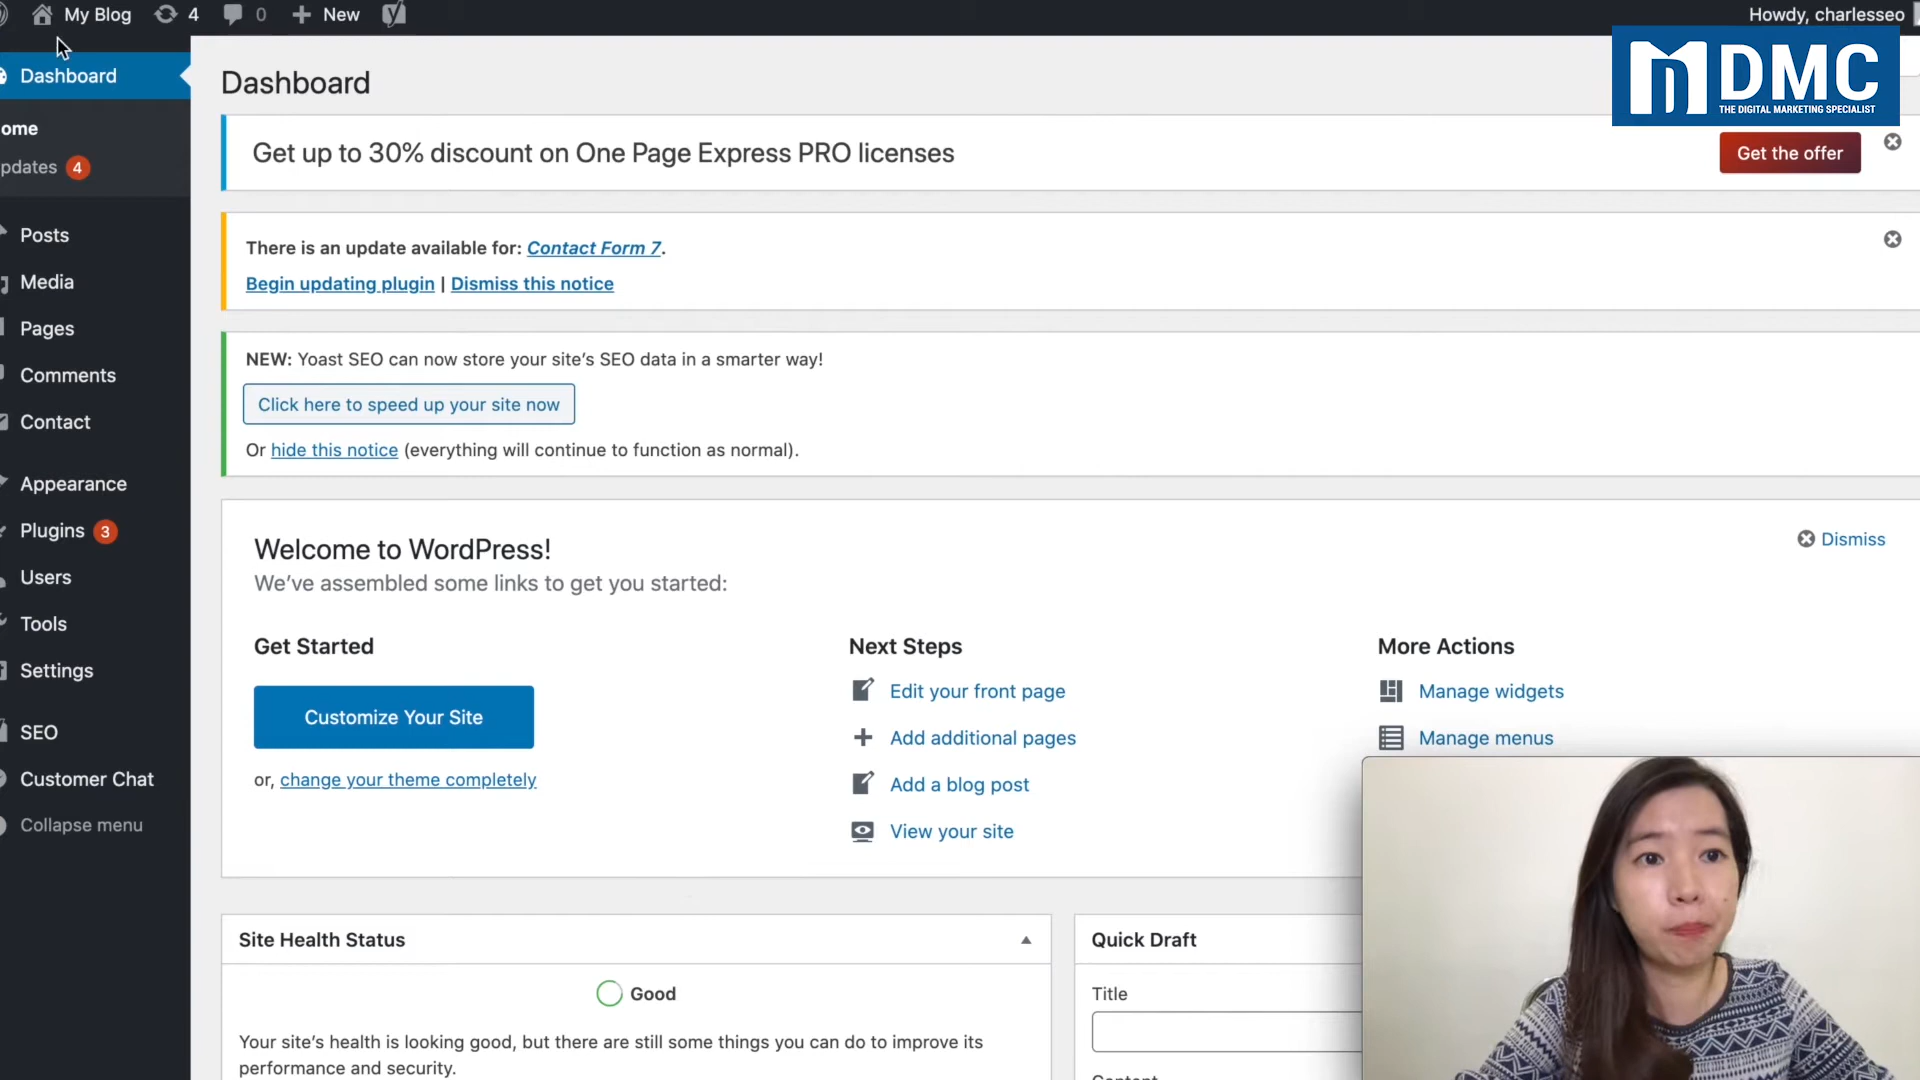 My Blog 4 0 New Howdy, charlesseo
DMC
THE DIGITAL MARKETING SPECIALIST
Dashboard
ome
pdates 4
Posts
Media
Pages
Comments
Contact
Appearance
Plugins 3
Users
Tools
Settings
SEO
Customer Chat
Collapse menu
Dashboard
Get up to 30% discount on One Page Express PRO licenses
Get the offer
There is an update available for: Contact Form 7.
Begin updating plugin | Dismiss this notice
NEW: Yoast SEO can now store your site's SEO data in a smarter way!
Click here to speed up your site now
Or hide this notice (everything will continue to function as normal).
Welcome to WordPress!
Dismiss
We've assembled some links to get you started:
Get Started
Customize Your Site
or, change your theme completely
Next Steps
Edit your front page
Add additional pages
Add a blog post
View your site
More Actions
Manage widgets
Manage menus
Site Health Status
Good
Your site's health is looking good, but there are still some things you can do to improve its
performance and security.
Quick Draft
Title